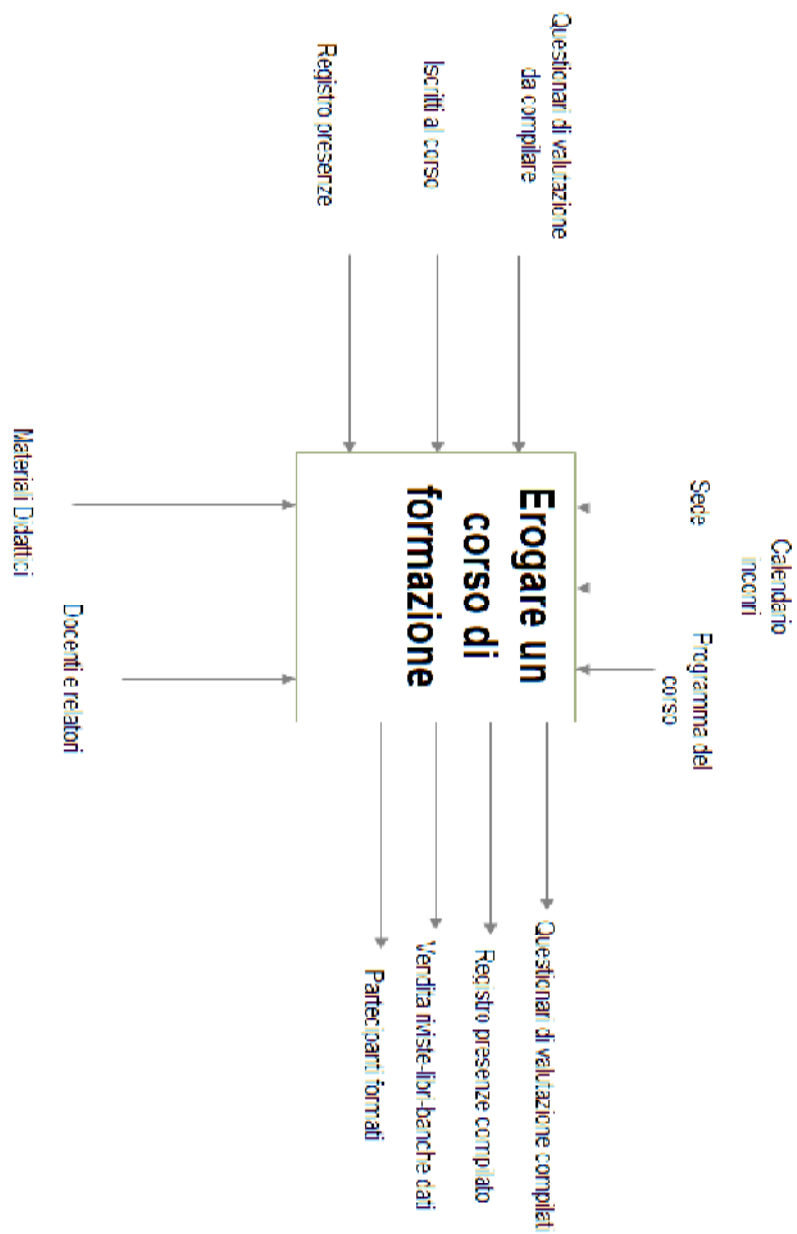 Calendario
inconri
Sede
Programma del
corso
Questionari di valutazione
da compilare
Iscritti al corso
Registro presenze
Erogare un
corso di
formazione
Questionari di valutazione compilati
Registro presenze compilato
Vendita riviste-libri-banche dati
Partecipanti formati
Docenti e relatori
Materiali Didattici